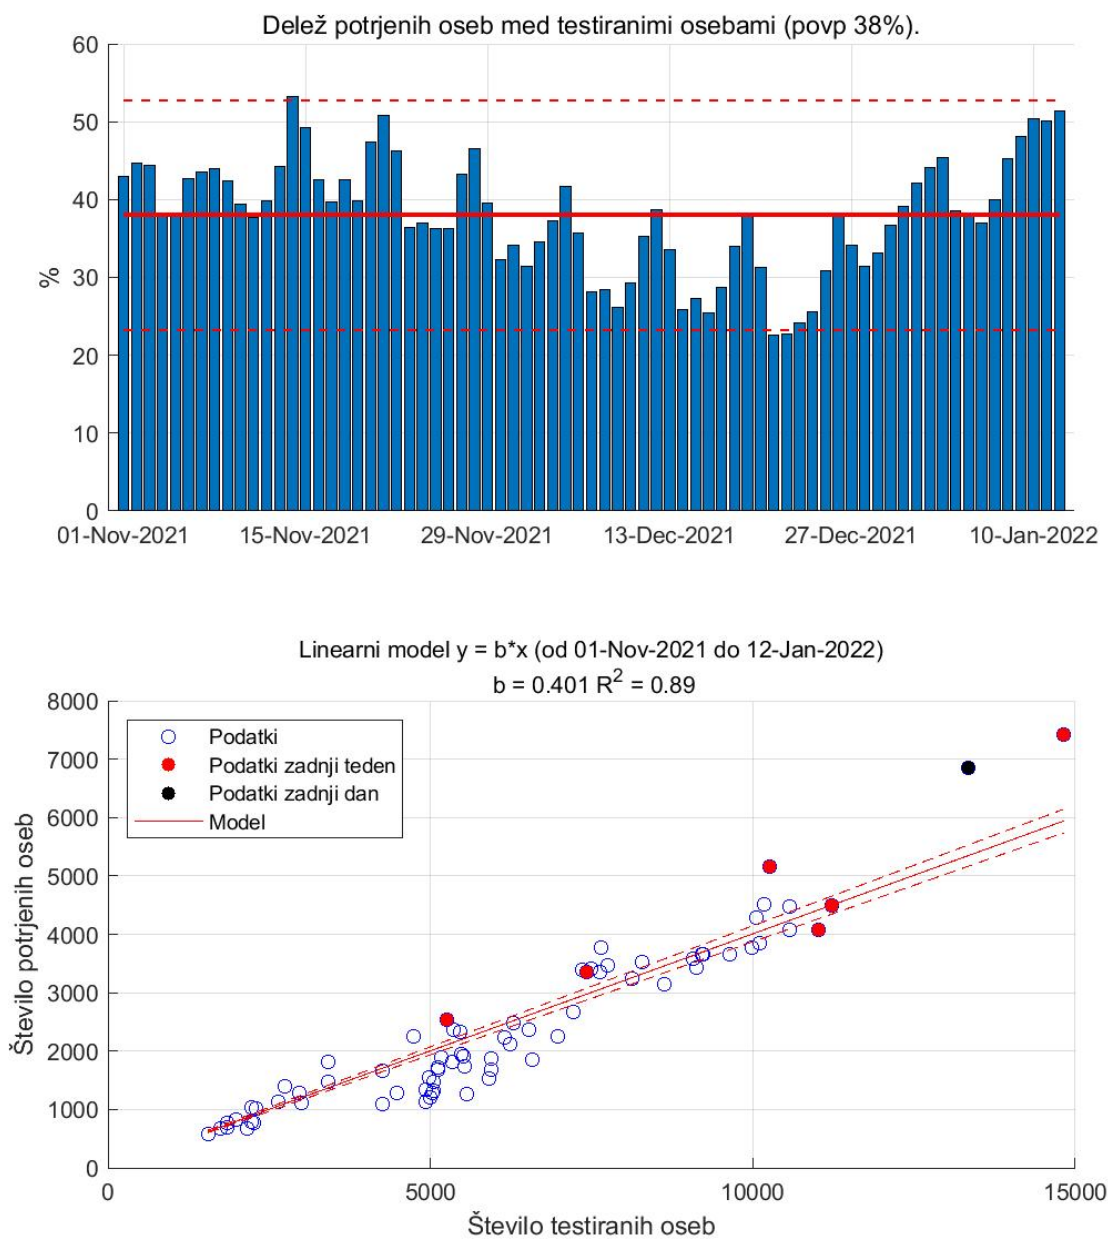 Delež potrjenih oseb med testiranimi osebami (povp 38%).
60
50
40
30
20
10
0
%
01-Nov-2021 15-Nov-2021 29-Nov-2021 13-Dec-2021 27-Dec-2021 10-Jan-2022
Linearni model y = b*x (od 01-Nov-2021 do 12-Jan-2022)
b = 0.401 R² = 0.89
8000
7000
6000
5000
4000
3000
2000
1000
0
Število potrjenih oseb
Podatki
Podatki zadnji teden
Podatki zadnji dan
Model
0 5000 10000 15000
Število testiranih oseb